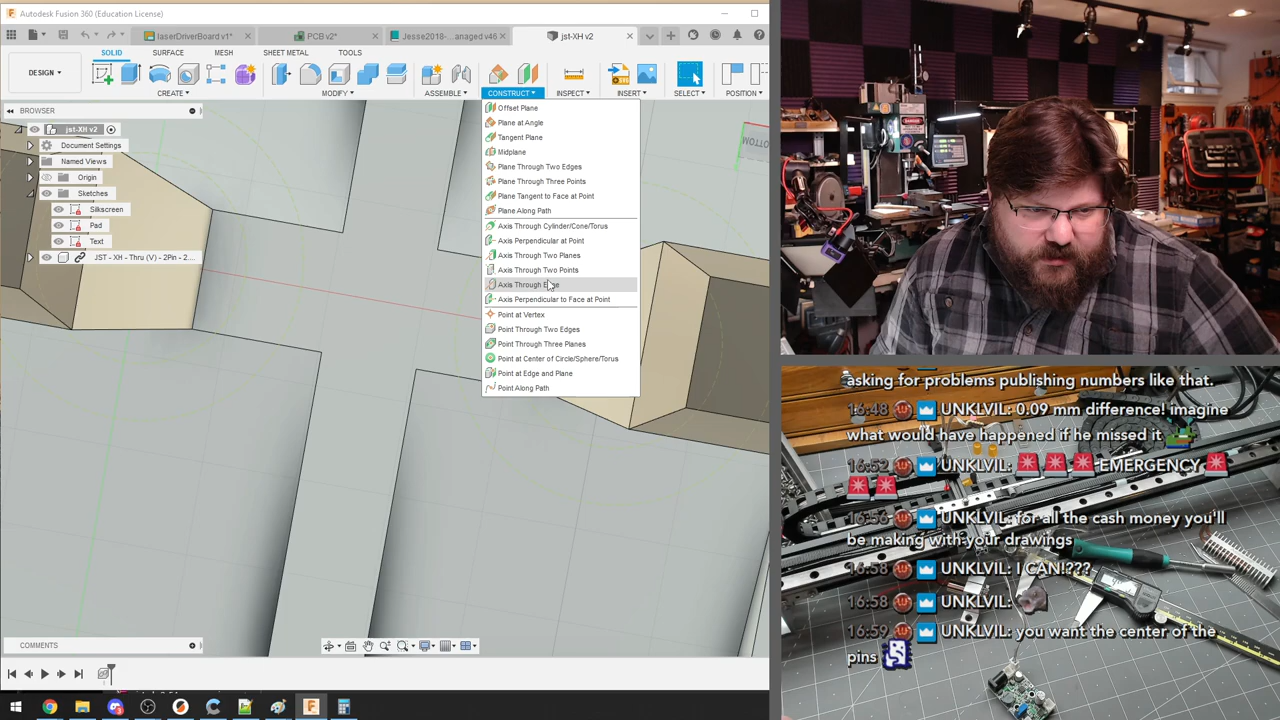 Autodesk Fusion 360 (Education License)
laserDriverBoard v1*
PCB v2*
Jesse2018-...anaged v46
jst-XH v2
SOLID
SURFACE
MESH
SHEET METAL
TOOLS
DESIGN
CREATE
MODIFY
ASSEMBLE
CONSTRUCT
INSPECT
INSERT
SELECT
POSITION
BROWSER
jst-XH v2
Document Settings
Named Views
Origin
Sketches
Silkscreen
Pad
Text
JST - XH - Thru (V) - 2Pin - 2....
Offset Plane
Plane at Angle
Tangent Plane
Midplane
Plane Through Two Edges
Plane Through Three Points
Plane Tangent to Face at Point
Plane Along Path
Axis Through Cylinder/Cone/Torus
Axis Perpendicular at Point
Axis Through Two Planes
Axis Through Two Points
Axis Through Edge
Axis Perpendicular to Face at Point
Point at Vertex
Point Through Two Edges
Point Through Three Planes
Point at Center of Circle/Sphere/Torus
Point at Edge and Plane
Point Along Path
BOTTOM
COMMENTS
asking for problems publishing numbers like that.
16:48 UNKLVIL: 0.09 mm difference! imagine
what would have happened if he missed it
16:52 UNKLVIL: EMERGENCY
16:56 UNKLVIL: for all the cash money you'll
be making with your drawings
16:58 UNKLVIL: I CAN!???
16:58 UNKLVIL:
16:59 UNKLVIL: you want the center of the
pins